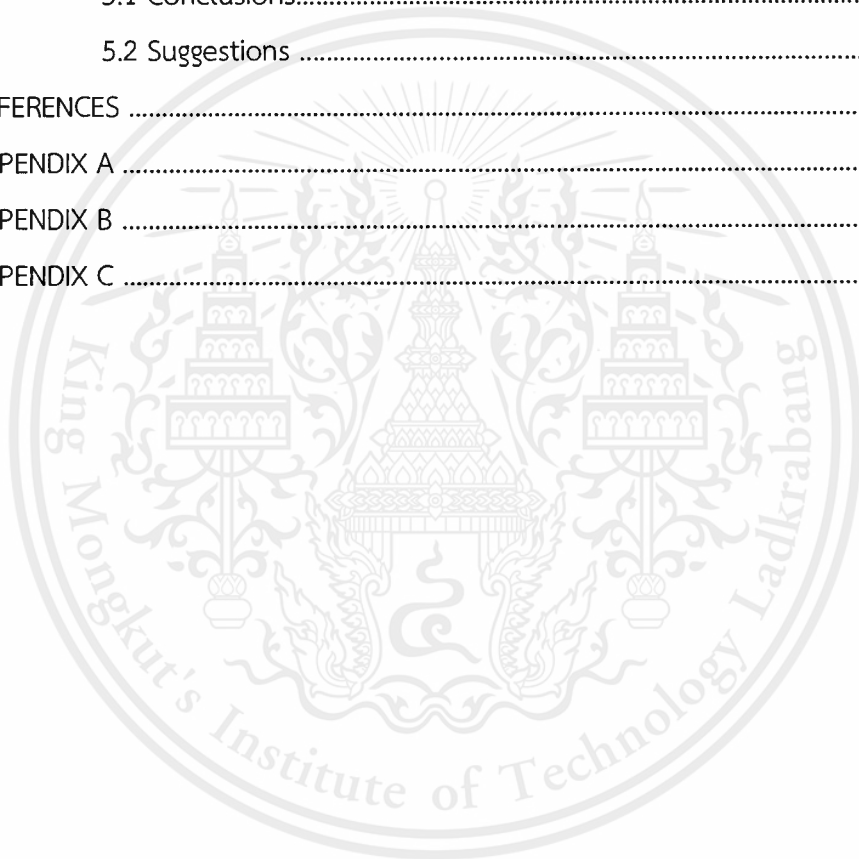 5.1 Conclusions
5.2 Suggestions
FERENCES
PENDIX A
PENDIX B
PENDIX C
King Mongkut's Institute of Technology Ladkrabang